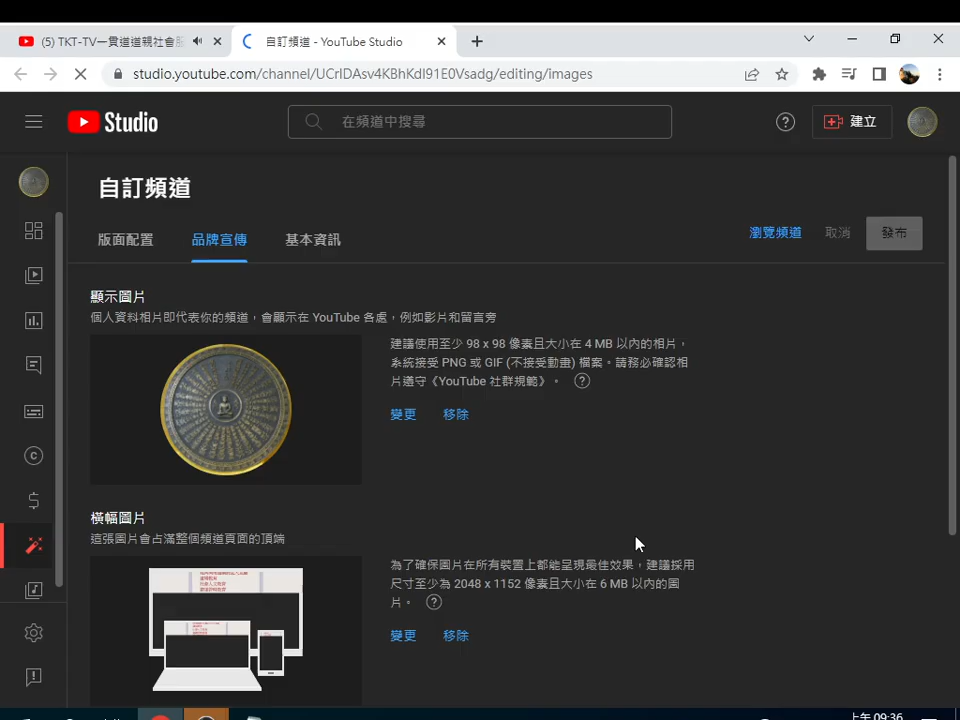 (5) TKT-TV一貫道道親社會服
自訂頻道 - YouTube Studio
studio.youtube.com/channel/UCrIDAsv4KBhKdI91E0Vsadg/editing/images
Studio
在頻道中搜尋
建立
自訂頻道
版面配置
品牌宣傳
基本資訊
瀏覽頻道
取消
發布
顯示圖片
個人資料相片即代表你的頻道，會顯示在 YouTube 各處，例如影片和留言旁
建議使用至少 98 x 98 像素且大小在 4 MB 以內的相片，
系統接受 PNG 或 GIF (不接受動畫) 檔案。請務必確認相
片遵守《YouTube 社群規範》。
變更
移除
橫幅圖片
這張圖片會占滿整個頻道頁面的頂端
為了確保圖片在所有裝置上都能呈現最佳效果，建議採用
尺寸至少為 2048 x 1152 像素且大小在 6 MB 以內的圖
片。
變更
移除
上午 09:36